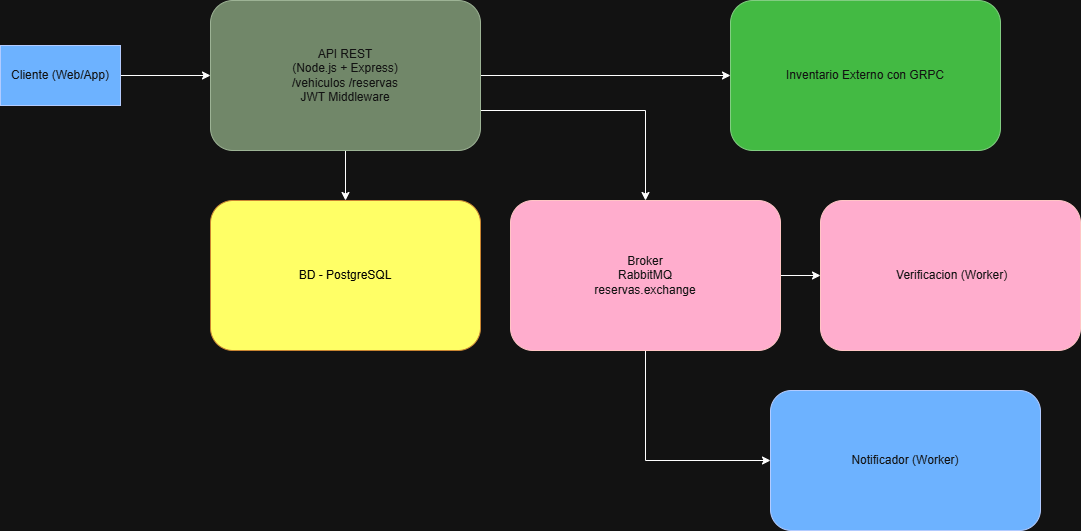 Cliente (Web/App)
API REST
(Node.js + Express)
/vehiculos /reservas
JWT Middleware
Inventario Externo con GRPC
BD - PostgreSQL
Broker
RabbitMQ
reservas.exchange
Verificacion (Worker)
Notificador (Worker)